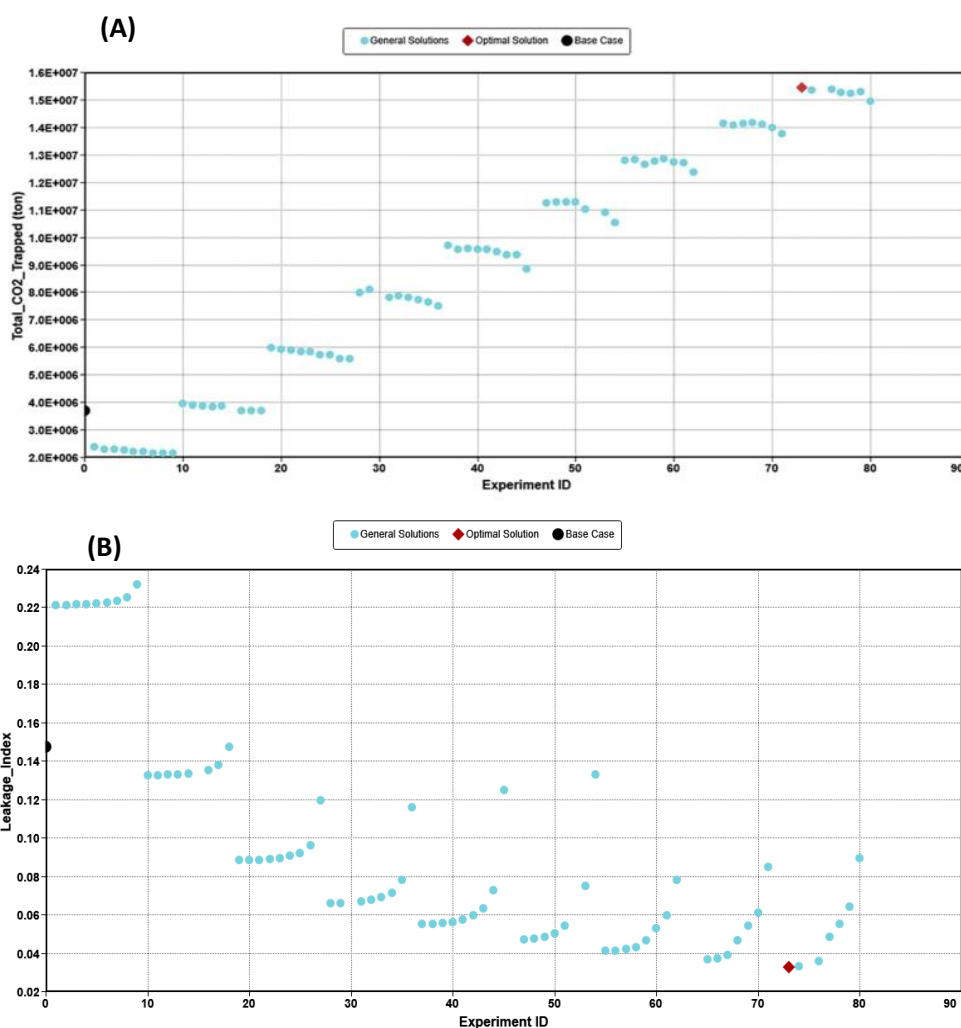 (A)
General Solutions Optimal Solution Base Case
1.6E+007
1.5E+007
1.4E+007
1.3E+007
1.2E+007
1.1E+007
1.0E+007
9.0E+006
8.0E+006
7.0E+006
6.0E+006
5.0E+006
4.0E+006
3.0E+006
2.0E+006
Total_CO2_Trapped (ton)
0 10 20 30 40 50 60 70 80 90
Experiment ID
(B)
General Solutions Optimal Solution Base Case
0.24
0.22
0.20
0.18
0.16
0.14
0.12
0.10
0.08
0.06
0.04
0.02
Leakage_Index
0 10 20 30 40 50 60 70 80 90
Experiment ID